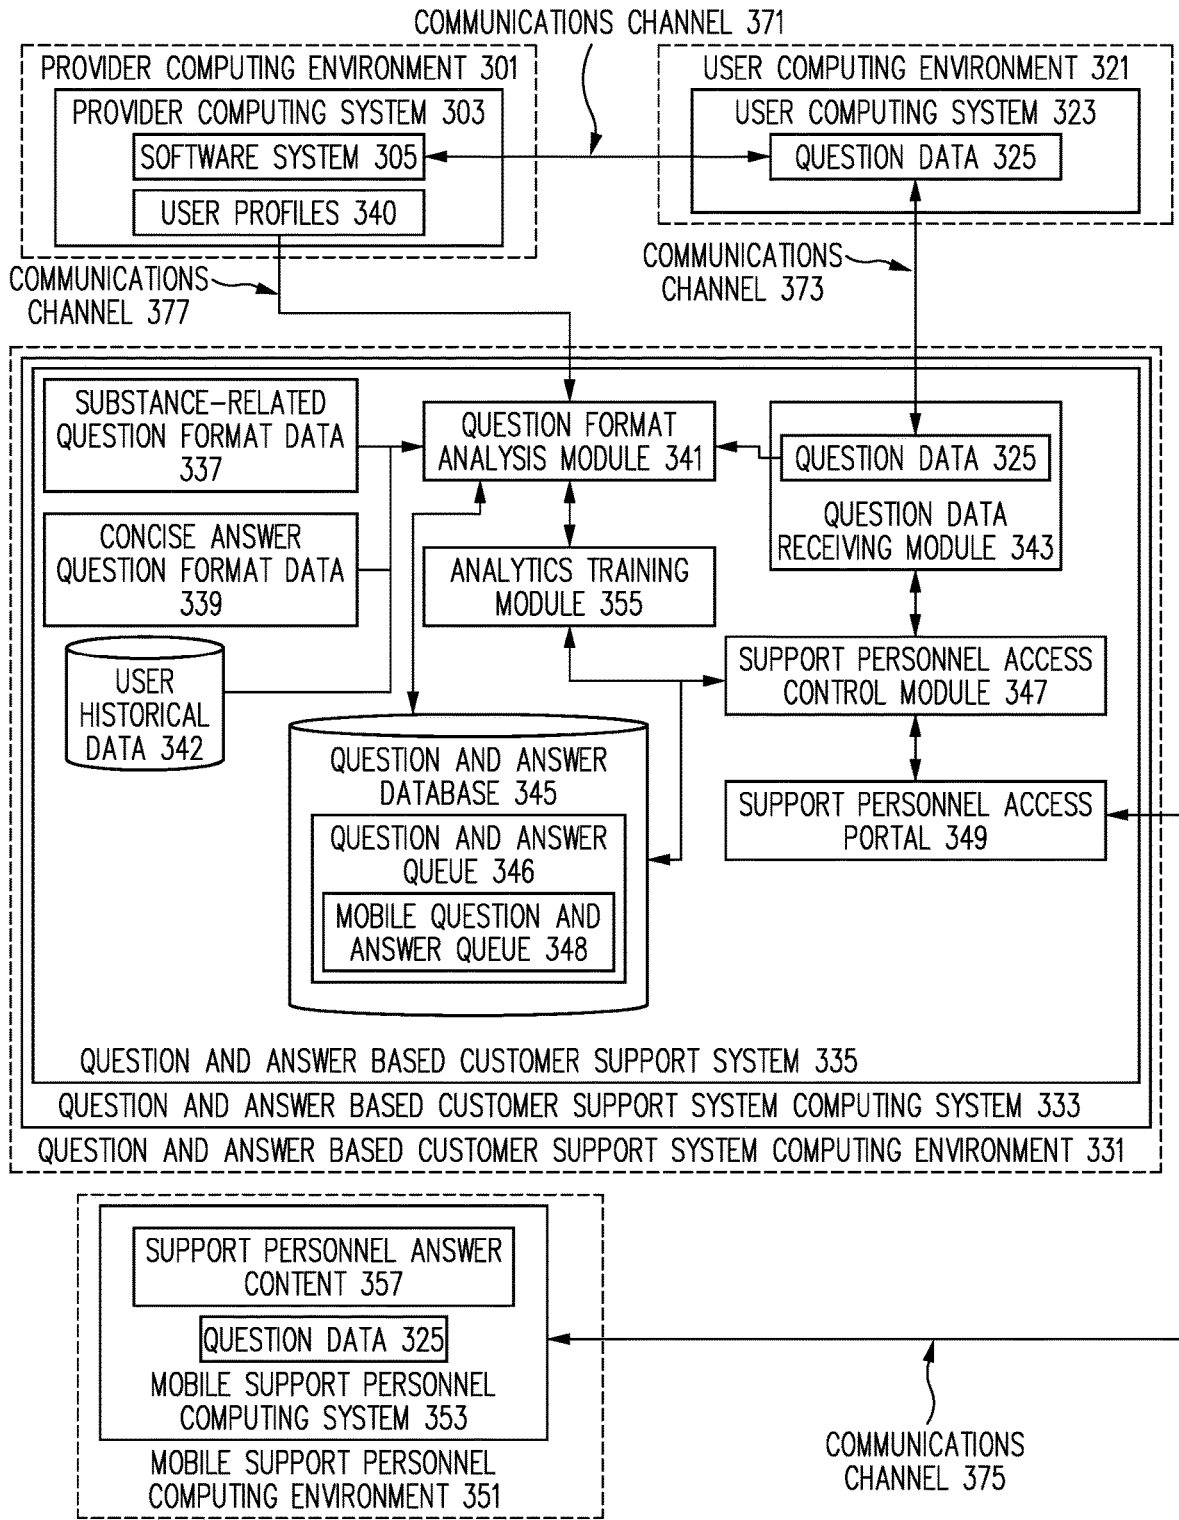 COMMUNICATIONS CHANNEL 371
PROVIDER COMPUTING ENVIRONMENT 301
PROVIDER COMPUTING SYSTEM 303
SOFTWARE SYSTEM 305
USER PROFILES 340
USER COMPUTING ENVIRONMENT 321
USER COMPUTING SYSTEM 323
QUESTION DATA 325
COMMUNICATIONS
CHANNEL 377
COMMUNICATIONS
CHANNEL 373
SUBSTANCE-RELATED
QUESTION FORMAT DATA
337
QUESTION FORMAT
ANALYSIS MODULE 341
QUESTION DATA 325
QUESTION DATA
RECEIVING MODULE 343
CONCISE ANSWER
QUESTION FORMAT DATA
339
ANALYTICS TRAINING
MODULE 355
USER
HISTORICAL
DATA 342
SUPPORT PERSONNEL ACCESS
CONTROL MODULE 347
QUESTION AND ANSWER
DATABASE 345
QUESTION AND ANSWER
QUEUE 346
MOBILE QUESTION AND
ANSWER QUEUE 348
SUPPORT PERSONNEL ACCESS
PORTAL 349
QUESTION AND ANSWER BASED CUSTOMER SUPPORT SYSTEM 335
QUESTION AND ANSWER BASED CUSTOMER SUPPORT SYSTEM COMPUTING SYSTEM 333
QUESTION AND ANSWER BASED CUSTOMER SUPPORT SYSTEM COMPUTING ENVIRONMENT 331
SUPPORT PERSONNEL ANSWER
CONTENT 357
QUESTION DATA 325
MOBILE SUPPORT PERSONNEL
COMPUTING SYSTEM 353
MOBILE SUPPORT PERSONNEL
COMPUTING ENVIRONMENT 351
COMMUNICATIONS
CHANNEL 375